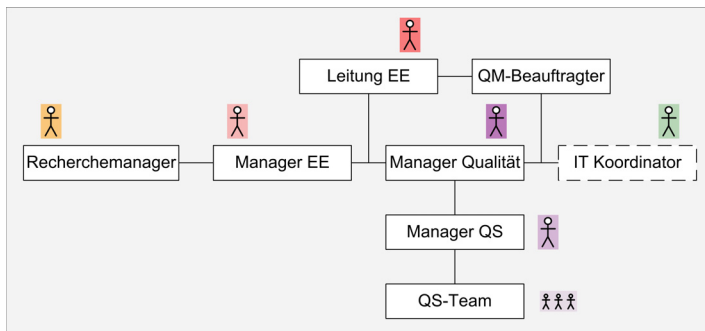 Leitung EE
QM-Beauftragter
Recherchemanager
Manager EE
Manager Qualität
IT Koordinator
Manager QS
QS-Team